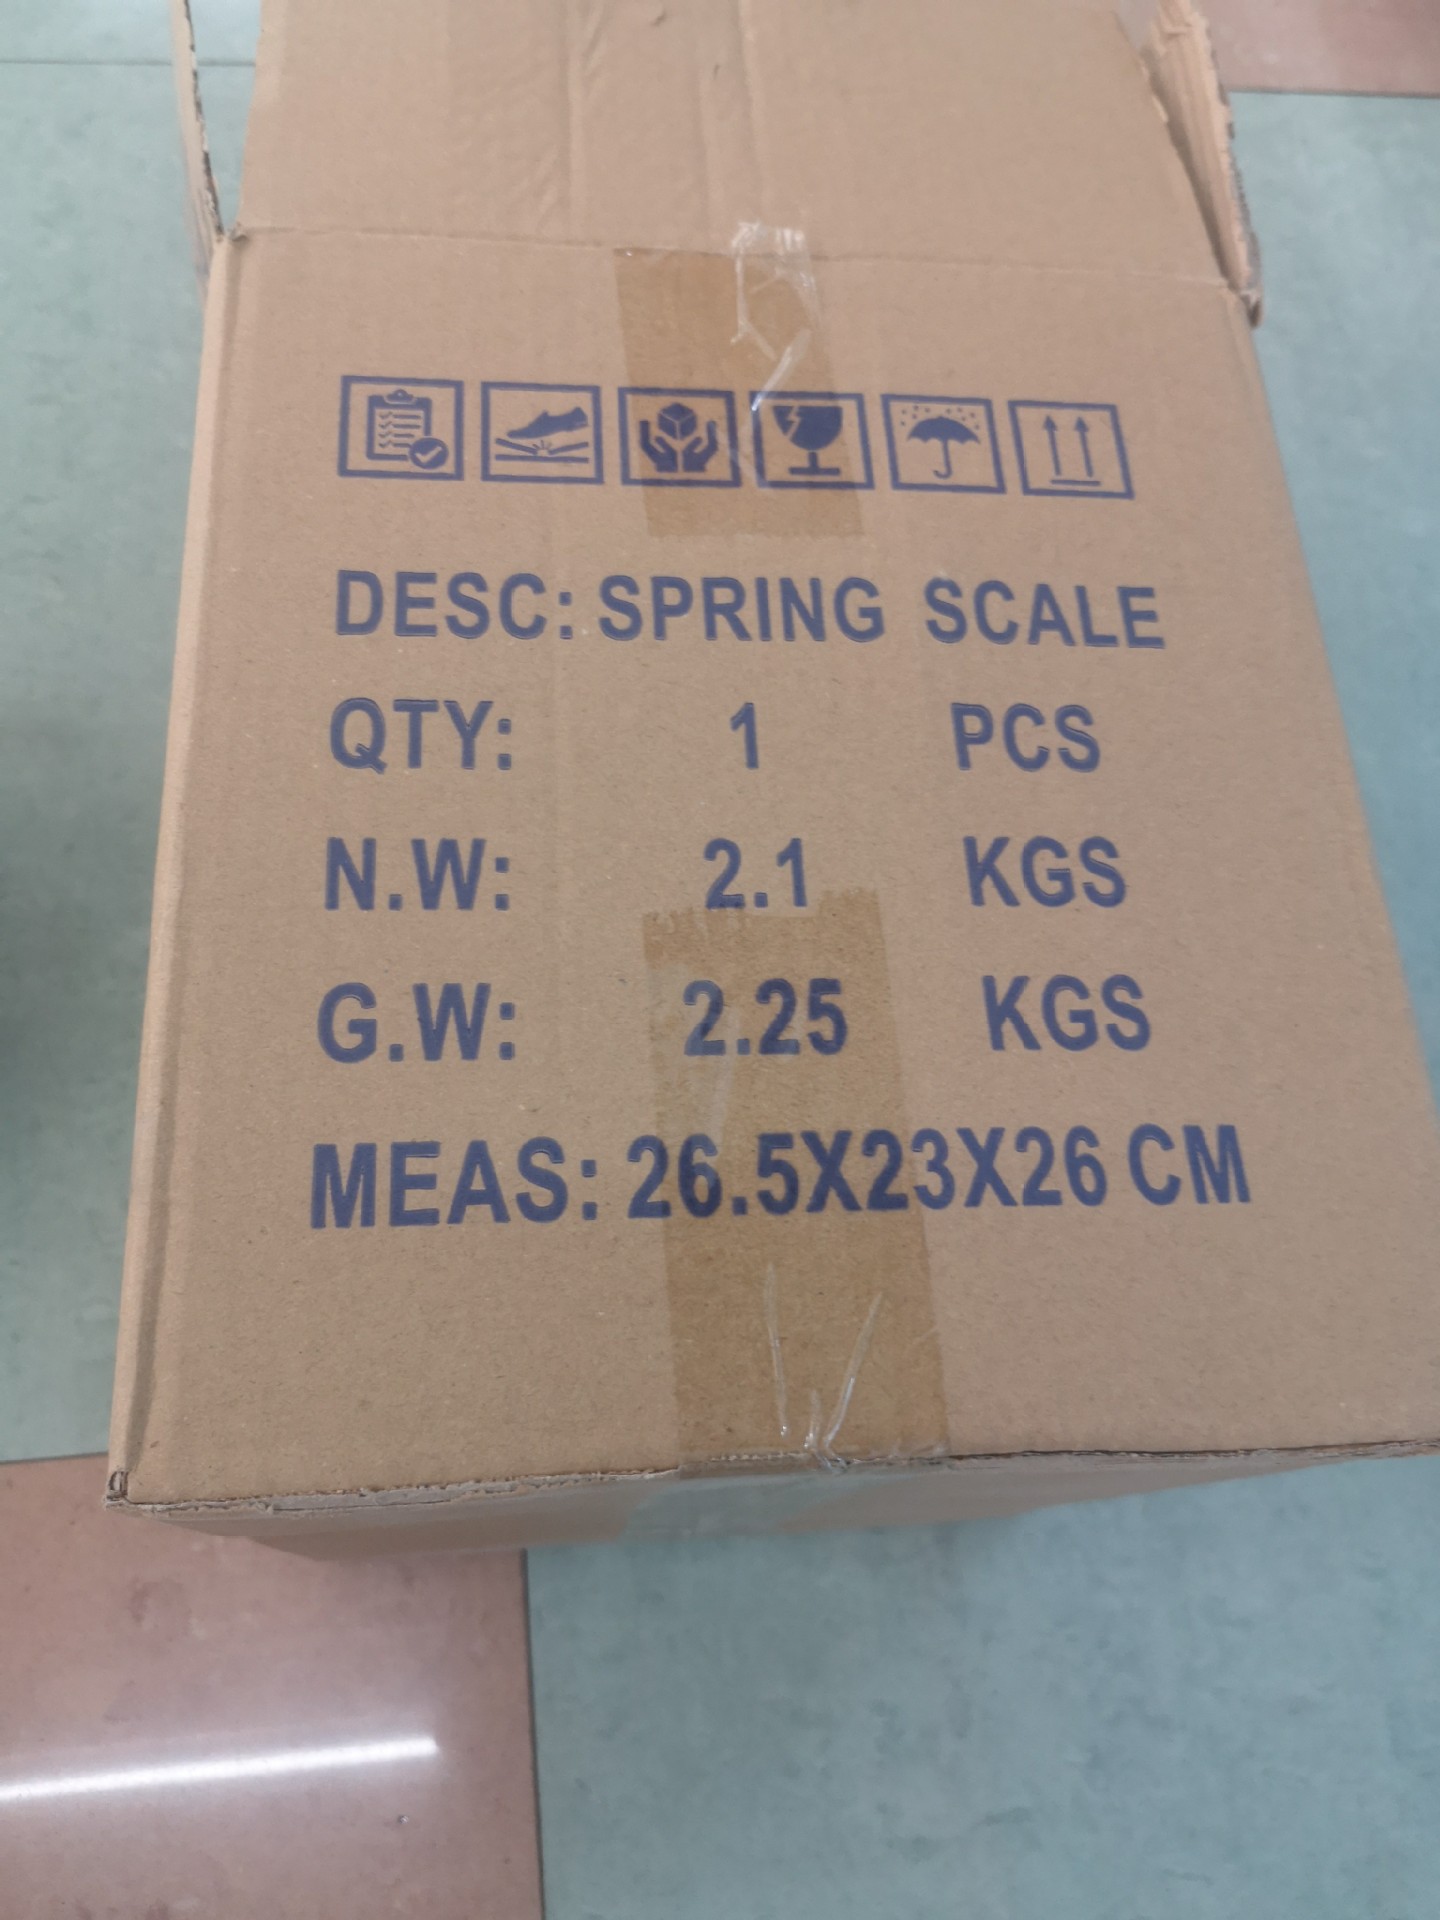 DESC: SPRING SCALE
QTY: 1 PCS
N.W: 2.1 KGS
G.W: 2.25 KGS
MEAS: 26.5X23X26 CM